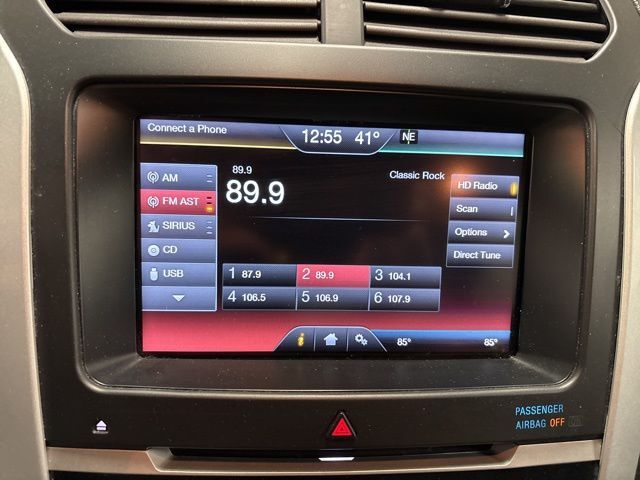 Connect a Phone
12:55 41° NE
89.9
89.9
Classic Rock
AM
FM AST
SIRIUS
CD
USB
HD Radio
Scan
Options
Direct Tune
1 87.9 2 89.9 3 104.1
4 106.5 5 106.9 6 107.9
i
85° 85°
PASSENGER
AIRBAG OFF